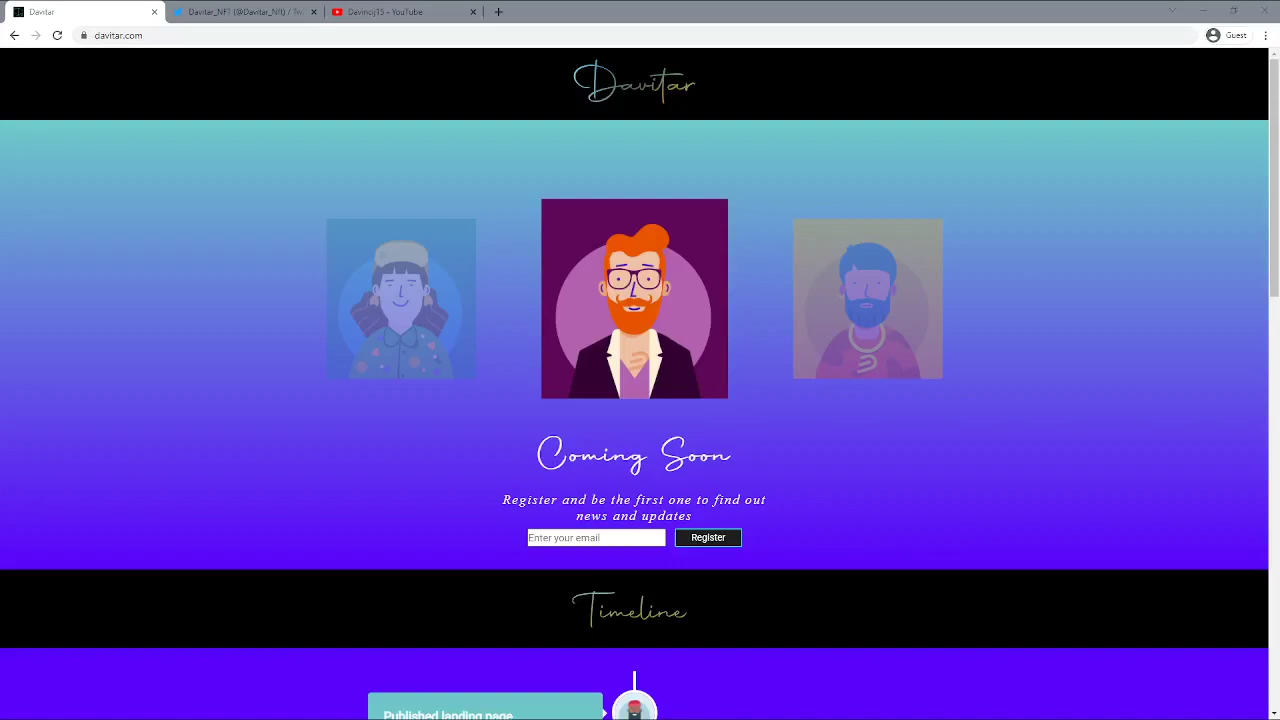 Davitar
Davitar_NFT (@Davitar_Nft) / Tw
Davincij15 - YouTube
davitar.com
Guest
Davitar
Coming Soon
Register and be the first one to find out
news and updates
Enter your email
Register
Timeline
Published landing page